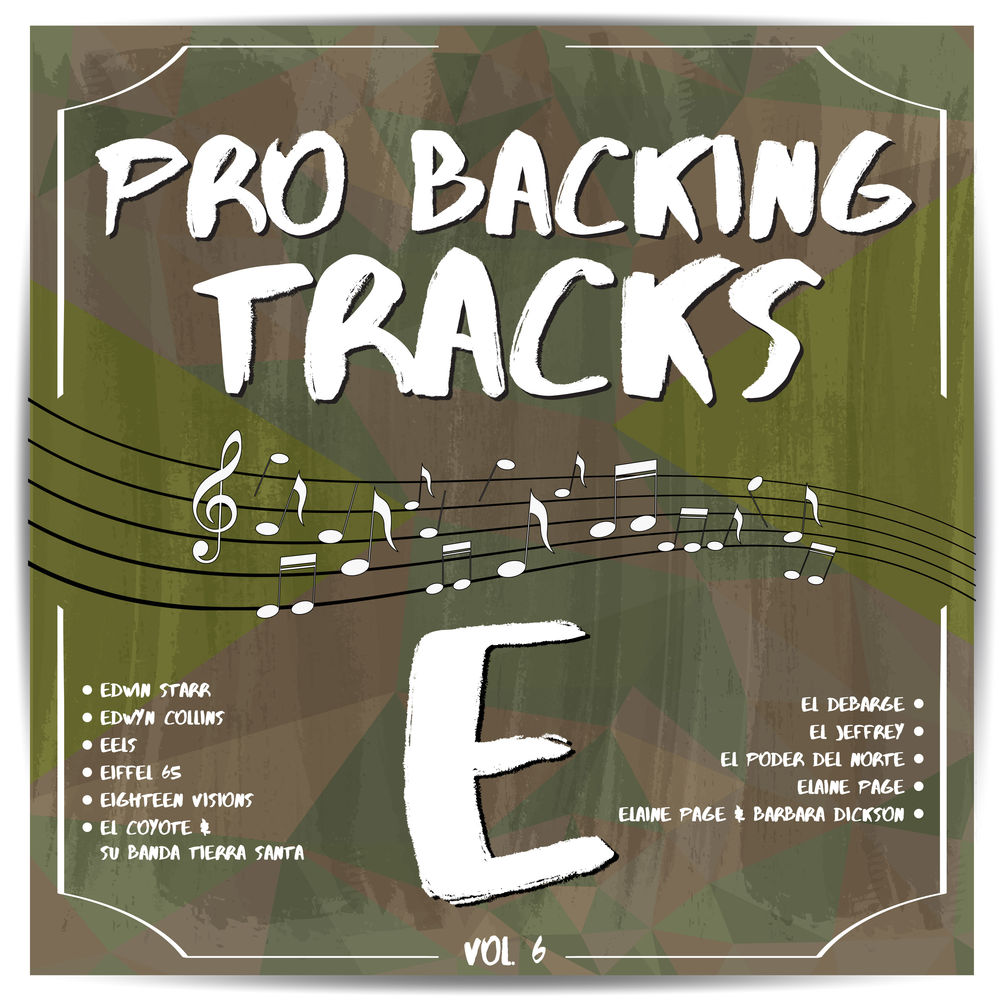 PRO BACKING
TRACKS
E
• EDWIN STARR
• EDWYN COLLINS
• EELS
• EIFFEL 65
• EIGHTEEN VISIONS
• EL COYOTE &
SU BANDA TIERRA SANTA
EL DEBARGE •
EL JEFFREY •
EL PODER DEL NORTE •
ELAINE PAGE •
ELAINE PAGE & BARBARA DICKSON •
VOL. 6